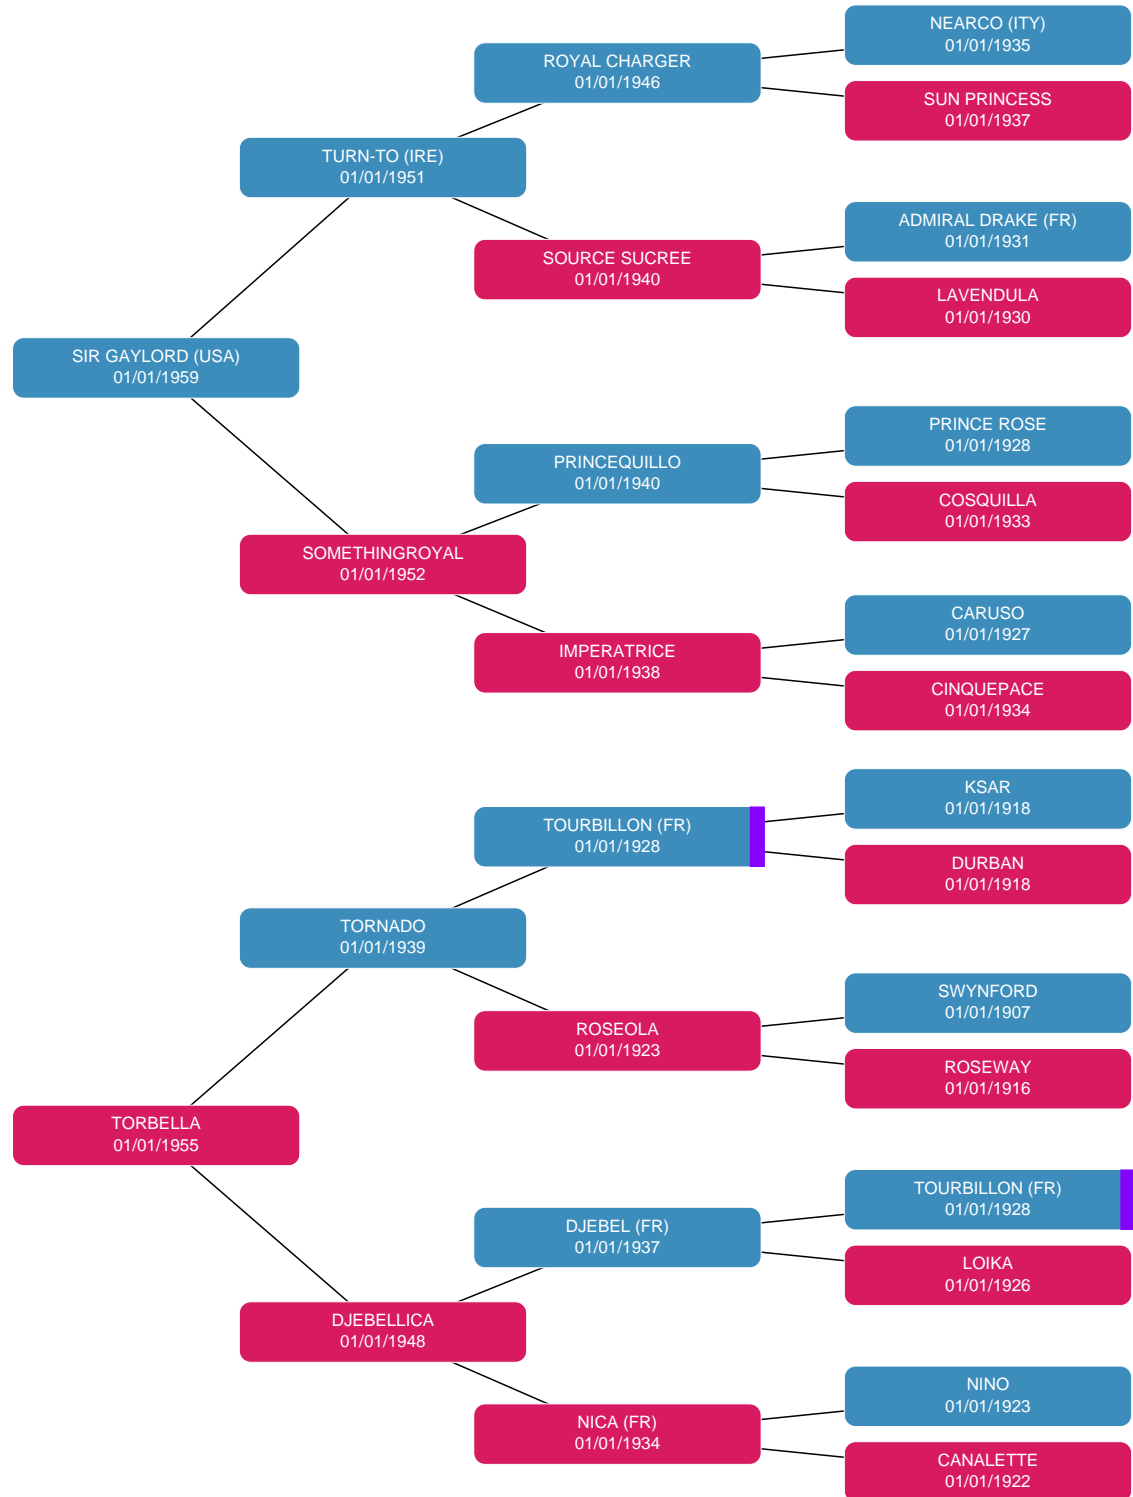 NEARCO (ITY)
01/01/1935
ROYAL CHARGER
01/01/1946
SUN PRINCESS
01/01/1937
TURN-TO (IRE)
01/01/1951
ADMIRAL DRAKE (FR)
01/01/1931
SOURCE SUCREE
01/01/1940
LAVENDULA
01/01/1930
SIR GAYLORD (USA)
01/01/1959
PRINCE ROSE
01/01/1928
PRINCEQUILLO
01/01/1940
COSQUILLA
01/01/1933
SOMETHINGROYAL
01/01/1952
CARUSO
01/01/1927
IMPERATRICE
01/01/1938
CINQUEPACE
01/01/1934
KSAR
01/01/1918
TOURBILLON (FR)
01/01/1928
DURBAN
01/01/1918
TORNADO
01/01/1939
SWYNFORD
01/01/1907
ROSEOLA
01/01/1923
ROSEWAY
01/01/1916
TORBELLA
01/01/1955
TOURBILLON (FR)
01/01/1928
DJEBEL (FR)
01/01/1937
LOIKA
01/01/1926
DJEBELLICA
01/01/1948
NINO
01/01/1923
NICA (FR)
01/01/1934
CANALETTE
01/01/1922